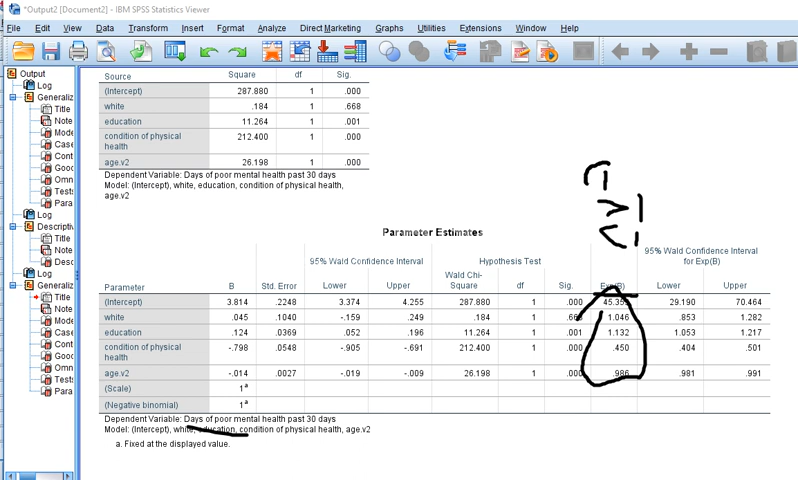 *Output2 [Document2] - IBM SPSS Statistics Viewer
File Edit View Data Transform Insert Format Analyze Direct Marketing Graphs Utilities Extensions Window Help
Output
Log
Generaliz
Title
Note
Mode
Case
Cont
Goo
Omn
Tests
Para
Log
Descripti
Title
Note
Desc
Log
Generaliz
Title
Note
Mode
Case
Cont
Goo
Omn
Test
Para
Source Square df Sig.
(Intercept) 287.880 1 .000
white .184 1 .668
education 11.264 1 .001
condition of physical health 212.400 1 .000
age.v2 26.198 1 .000
Dependent Variable: Days of poor mental health past 30 days
Model: (Intercept), white, education, condition of physical health,
age.v2
>1
<1
Parameter Estimates
95% Wald Confidence Interval Hypothesis Test 95% Wald Confidence Interval for Exp(B)
Parameter B Std. Error Lower Upper Wald Chi-Square df Sig. Exp(B) Lower Upper
(Intercept) 3.814 .2248 3.374 4.255 287.880 1 .000 29.190 70.464
white .045 .1040 -.159 .249 .184 1 1.046 .853 1.282
education .124 .0369 .052 .196 11.264 1 .001 1.132 1.053 1.217
condition of physical health -.798 .0548 -.905 -.691 212.400 1 .000 .450 .404 .501
age.v2 -.014 .0027 -.019 -.009 26.198 1 .000 .986 .981 .991
(Scale) 1a
(Negative binomial) 1a
Dependent Variable: Days of poor mental health past 30 days
Model: (Intercept), white, education, condition of physical health, age.v2
a. Fixed at the displayed value.